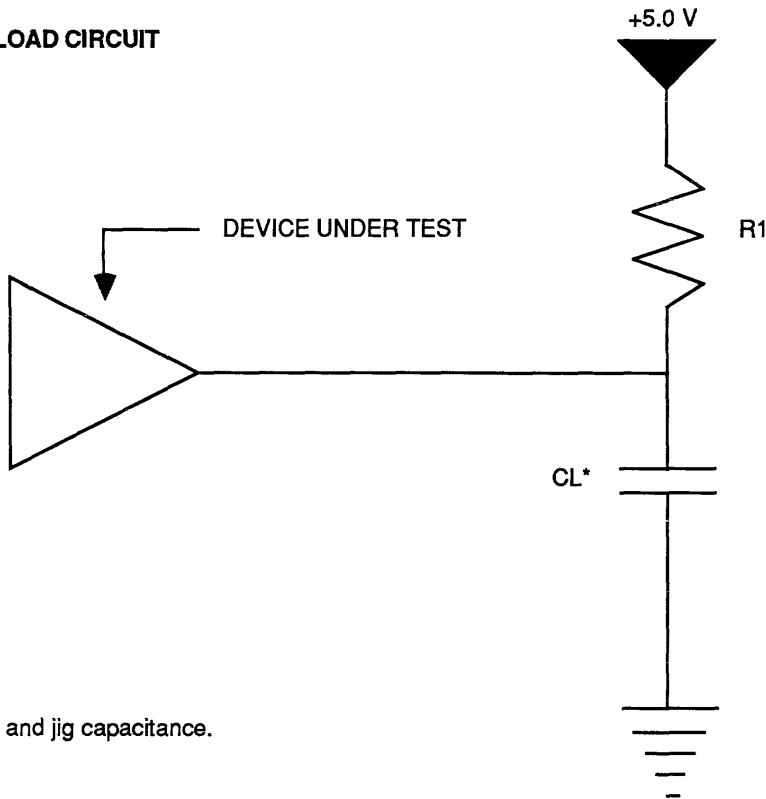 +5.0 V
LOAD CIRCUIT
DEVICE UNDER TEST
R1
CL*
and jig capacitance.